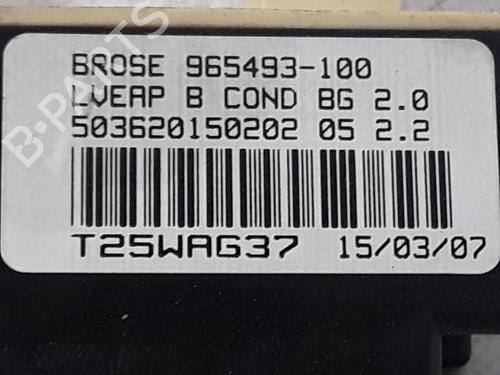 BROSE 965493-100
LVEAP B COND BG 2.0
503620150202 05 2.2
T25WAG37 15/03/07
B-PARTS